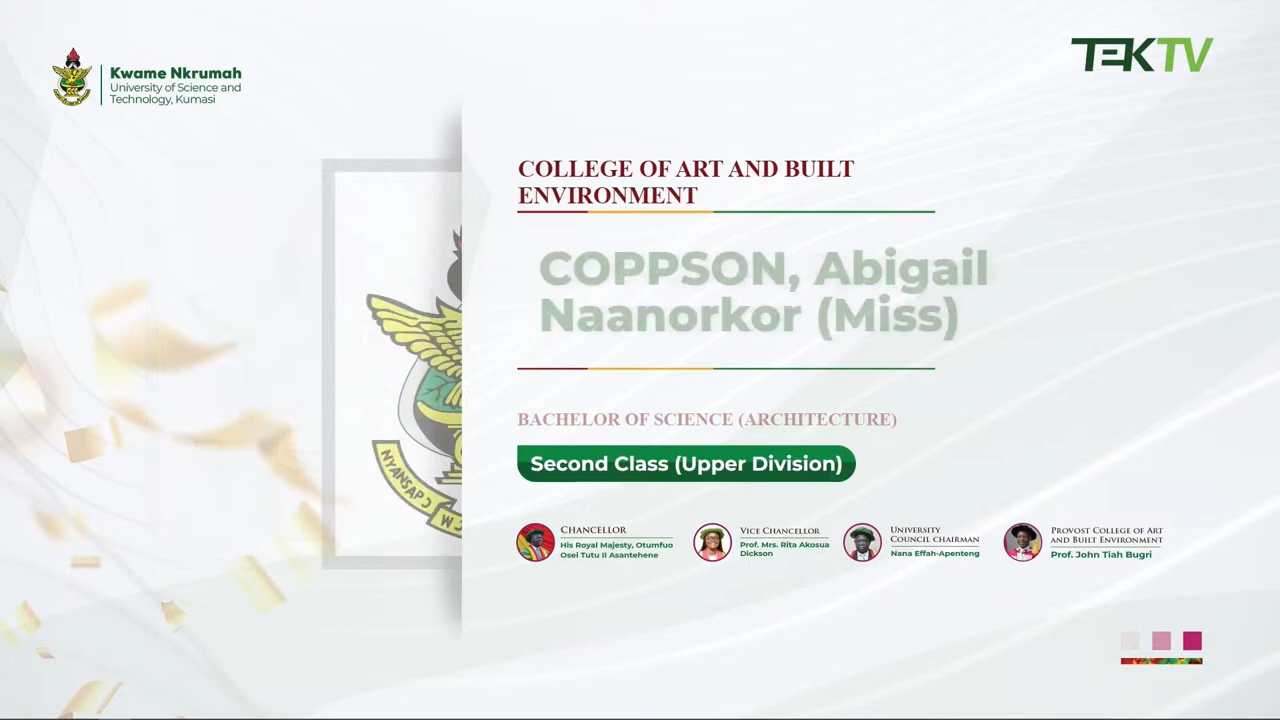 Kwame Nkrumah
University of Science and
Technology, Kumasi
TEKTV
COLLEGE OF ART AND BUILT
ENVIRONMENT
COPPSON, Abigail
Naanorkor (Miss)
BACHELOR OF SCIENCE (ARCHITECTURE)
Second Class (Upper Division)
NYANSAPƆ
CHANCELLOR
His Royal Majesty, Otumfuo
Osei Tutu II Asantehene
VICE CHANCELLOR
Prof. Mrs. Rita Akosua
Dickson
UNIVERSITY
COUNCIL CHAIRMAN
Nana Effah-Apenteng
PROVOST COLLEGE OF ART
AND BUILT ENVIRONMENT
Prof. John Tiah Bugri